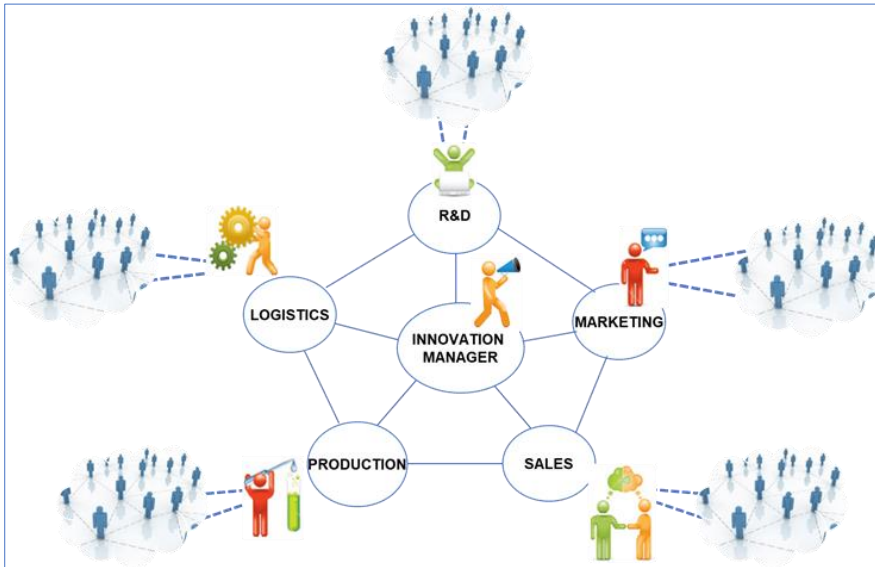 R&D
LOGISTICS
MARKETING
INNOVATION
MANAGER
PRODUCTION
SALES